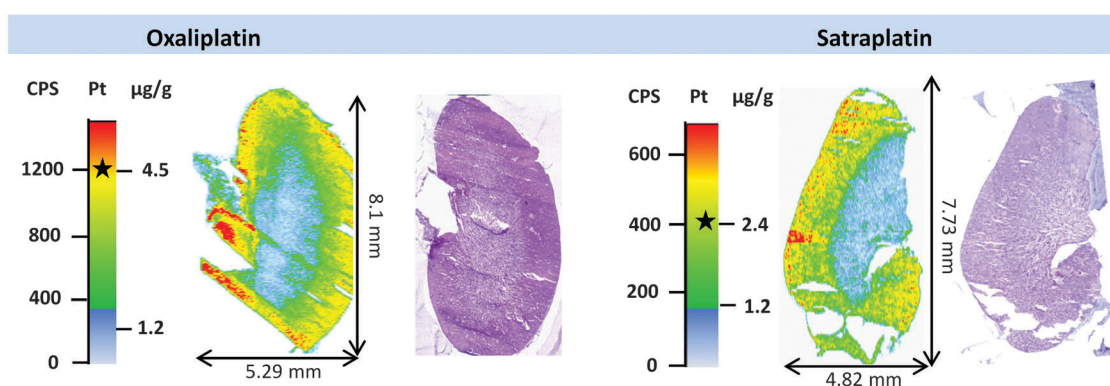 Oxaliplatin
Satraplatin
CPS Pt µg/g
1200
4.5
800
400
1.2
0
8.1 mm
5.29 mm
CPS Pt µg/g
600
400
2.4
200
1.2
0
7.73 mm
4.82 mm